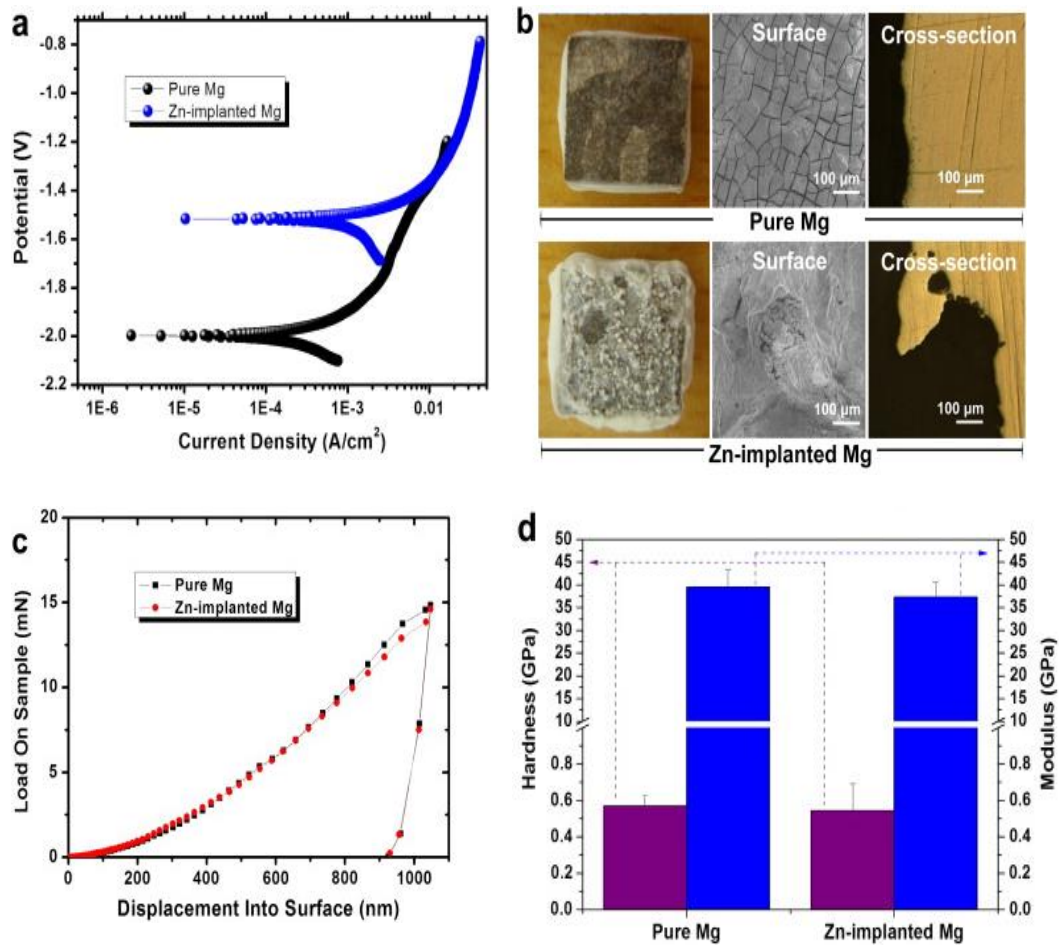 a
Pure Mg
Zn-implanted Mg
Potential (V)
-0.8
-1.2
-1.4
-1.6
-1.8
-2.0
-2.2
1E-6
1E-5
1E-4
1E-3
0.01
Current Density (A/cm²)
b
Surface
Cross-section
100 µm
100 µm
Pure Mg
Surface
Cross-section
100 µm
100 µm
Zn-implanted Mg
c
Pure Mg
Zn-implanted Mg
Load On Sample (mN)
20
15
10
5
0
0
200
400
600
800
1000
Displacement Into Surface (nm)
d
Hardness (GPa)
50
45
40
35
30
25
20
15
10
0.8
0.6
0.4
0.2
0.0
50
45
40
35
30
25
20
15
10
0.8
0.6
0.4
0.2
0.0
Modulus (GPa)
Pure Mg
Zn-implanted Mg